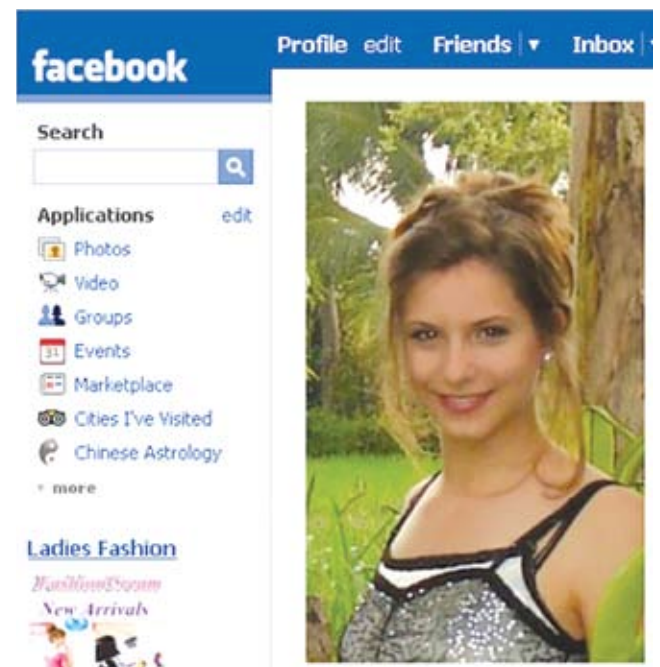 facebook
Profile edit Friends Inbox
Search
Applications edit
Photos
Video
Groups
31 Events
Marketplace
Cities I've Visited
Chinese Astrology
more
Ladies Fashion
New Arrivals